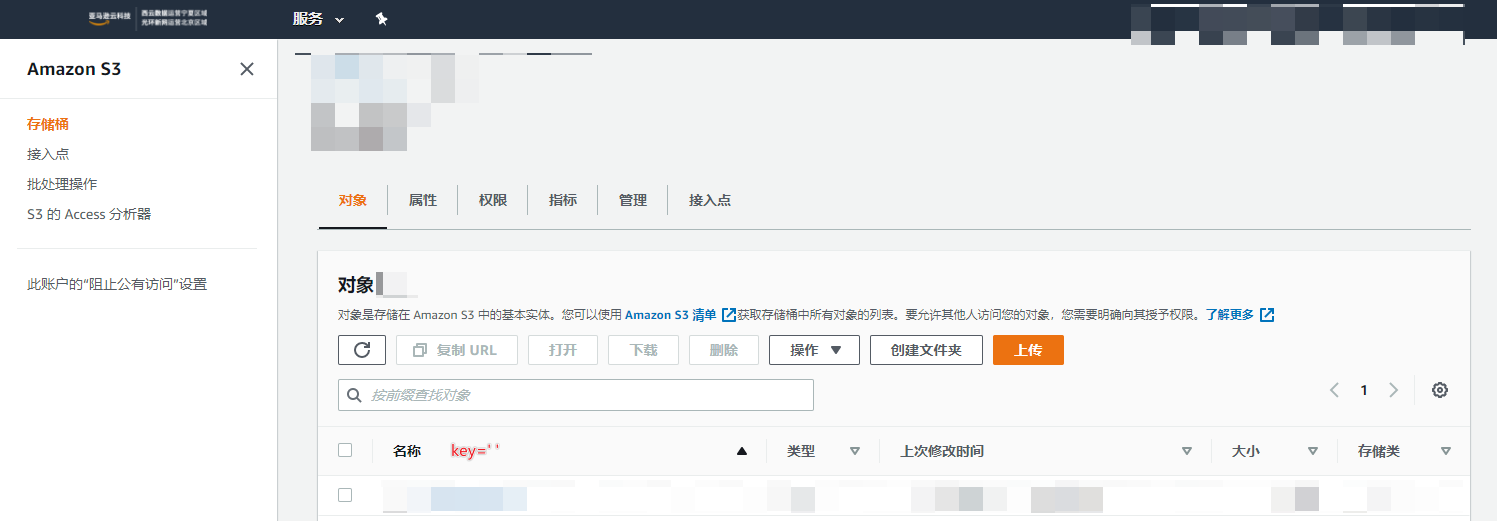 亚马逊云科技 西云数据运营宁夏区域
光环新网运营北京区域
服务
Amazon S3
存储桶
接入点
批处理操作
S3 的 Access 分析器
此账户的“阻止公有访问”设置
对象 属性 权限 指标 管理 接入点
对象
对象是存储在 Amazon S3 中的基本实体。您可以使用 Amazon S3 清单 获取存储桶中所有对象的列表。要允许其他人访问您的对象，您需要明确向其授予权限。了解更多
复制 URL 打开 下载 删除 操作 创建文件夹 上传
按前缀查找对象
1
名称 key=' ' 类型 上次修改时间 大小 存储类